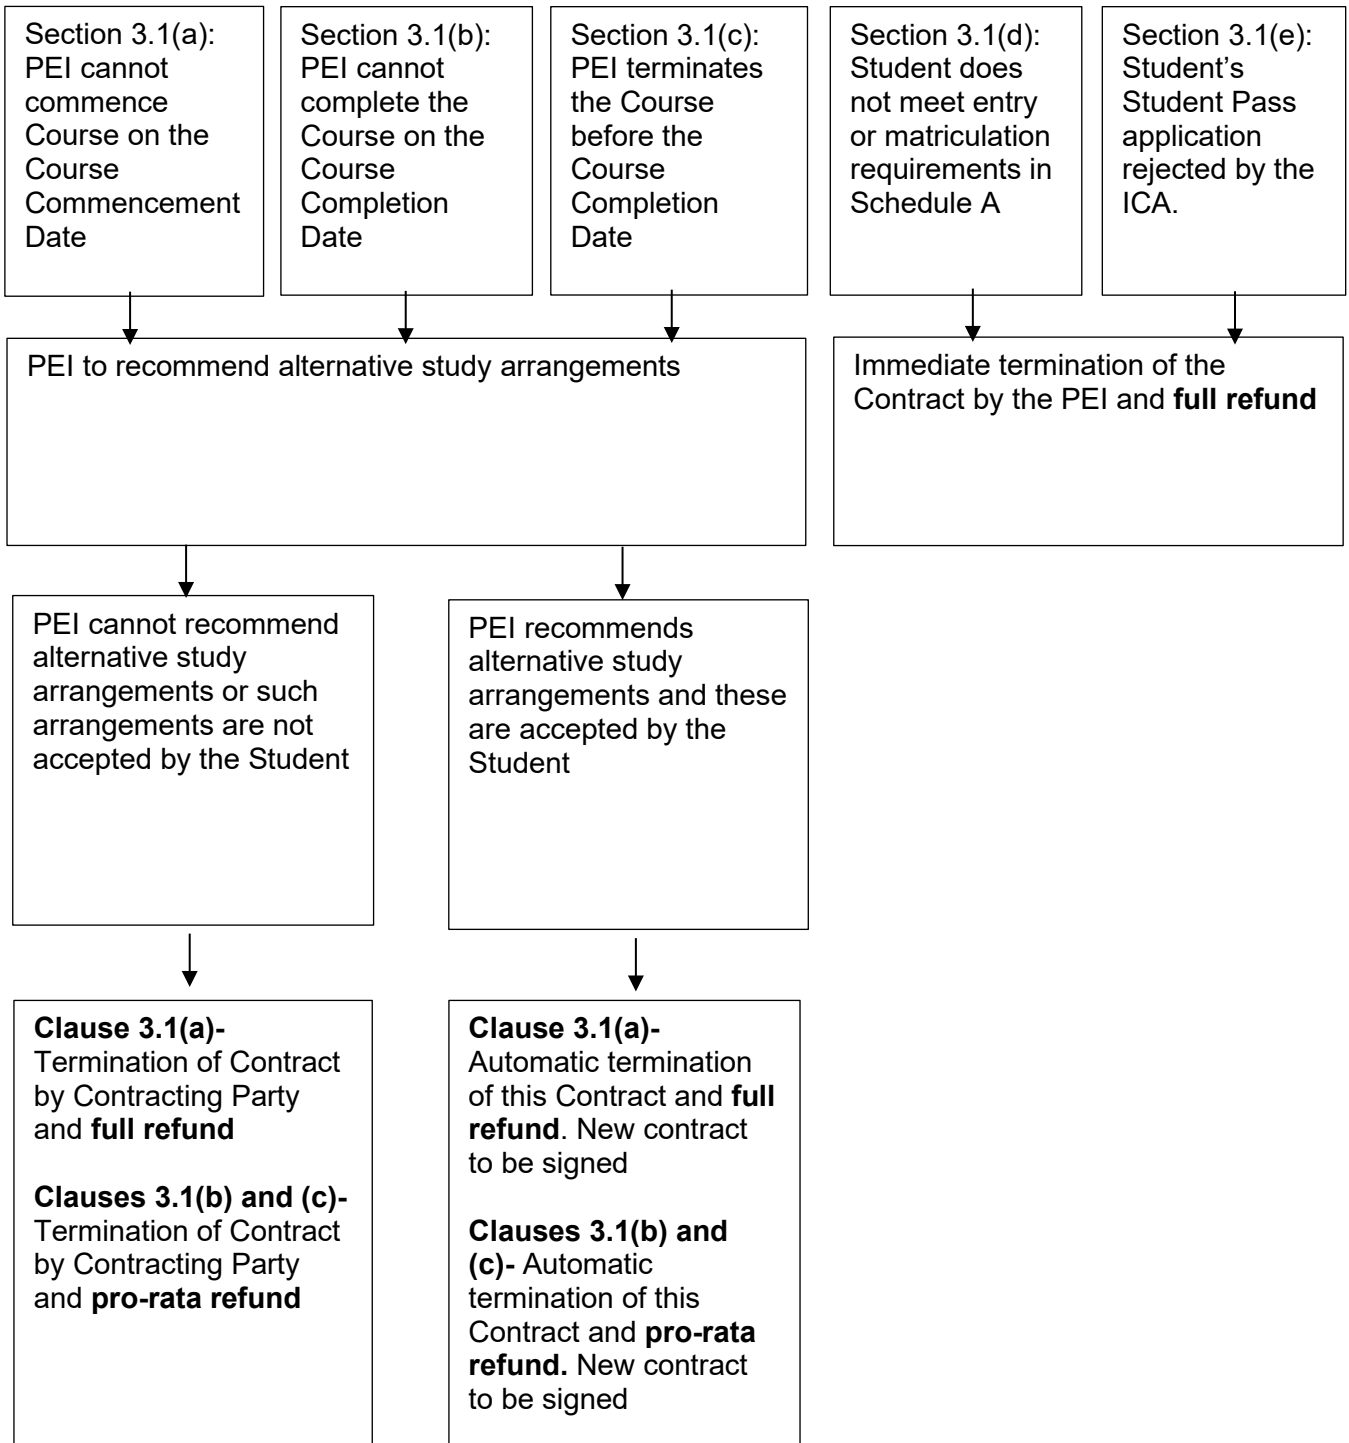 Section 3.1(a):
PEI cannot
commence
Course on the
Course
Commencement
Date
Section 3.1(b):
PEI cannot
complete the
Course on the
Course
Completion
Date
Section 3.1(c):
PEI terminates
the Course
before the
Course
Completion
Date
Section 3.1(d):
Student does
not meet entry
or matriculation
requirements in
Schedule A
Section 3.1(e):
Student’s
Student Pass
application
rejected by the
ICA.
PEI to recommend alternative study arrangements
Immediate termination of the
Contract by the PEI and full refund
PEI cannot recommend
alternative study
arrangements or such
arrangements are not
accepted by the Student
PEI recommends
alternative study
arrangements and these
are accepted by the
Student
Clause 3.1(a)-
Termination of Contract
by Contracting Party
and full refund
Clauses 3.1(b) and (c)-
Termination of Contract
by Contracting Party
and pro-rata refund
Clause 3.1(a)-
Automatic termination
of this Contract and full
refund. New contract
to be signed
Clauses 3.1(b) and
(c)- Automatic
termination of this
Contract and pro-rata
refund. New contract
to be signed